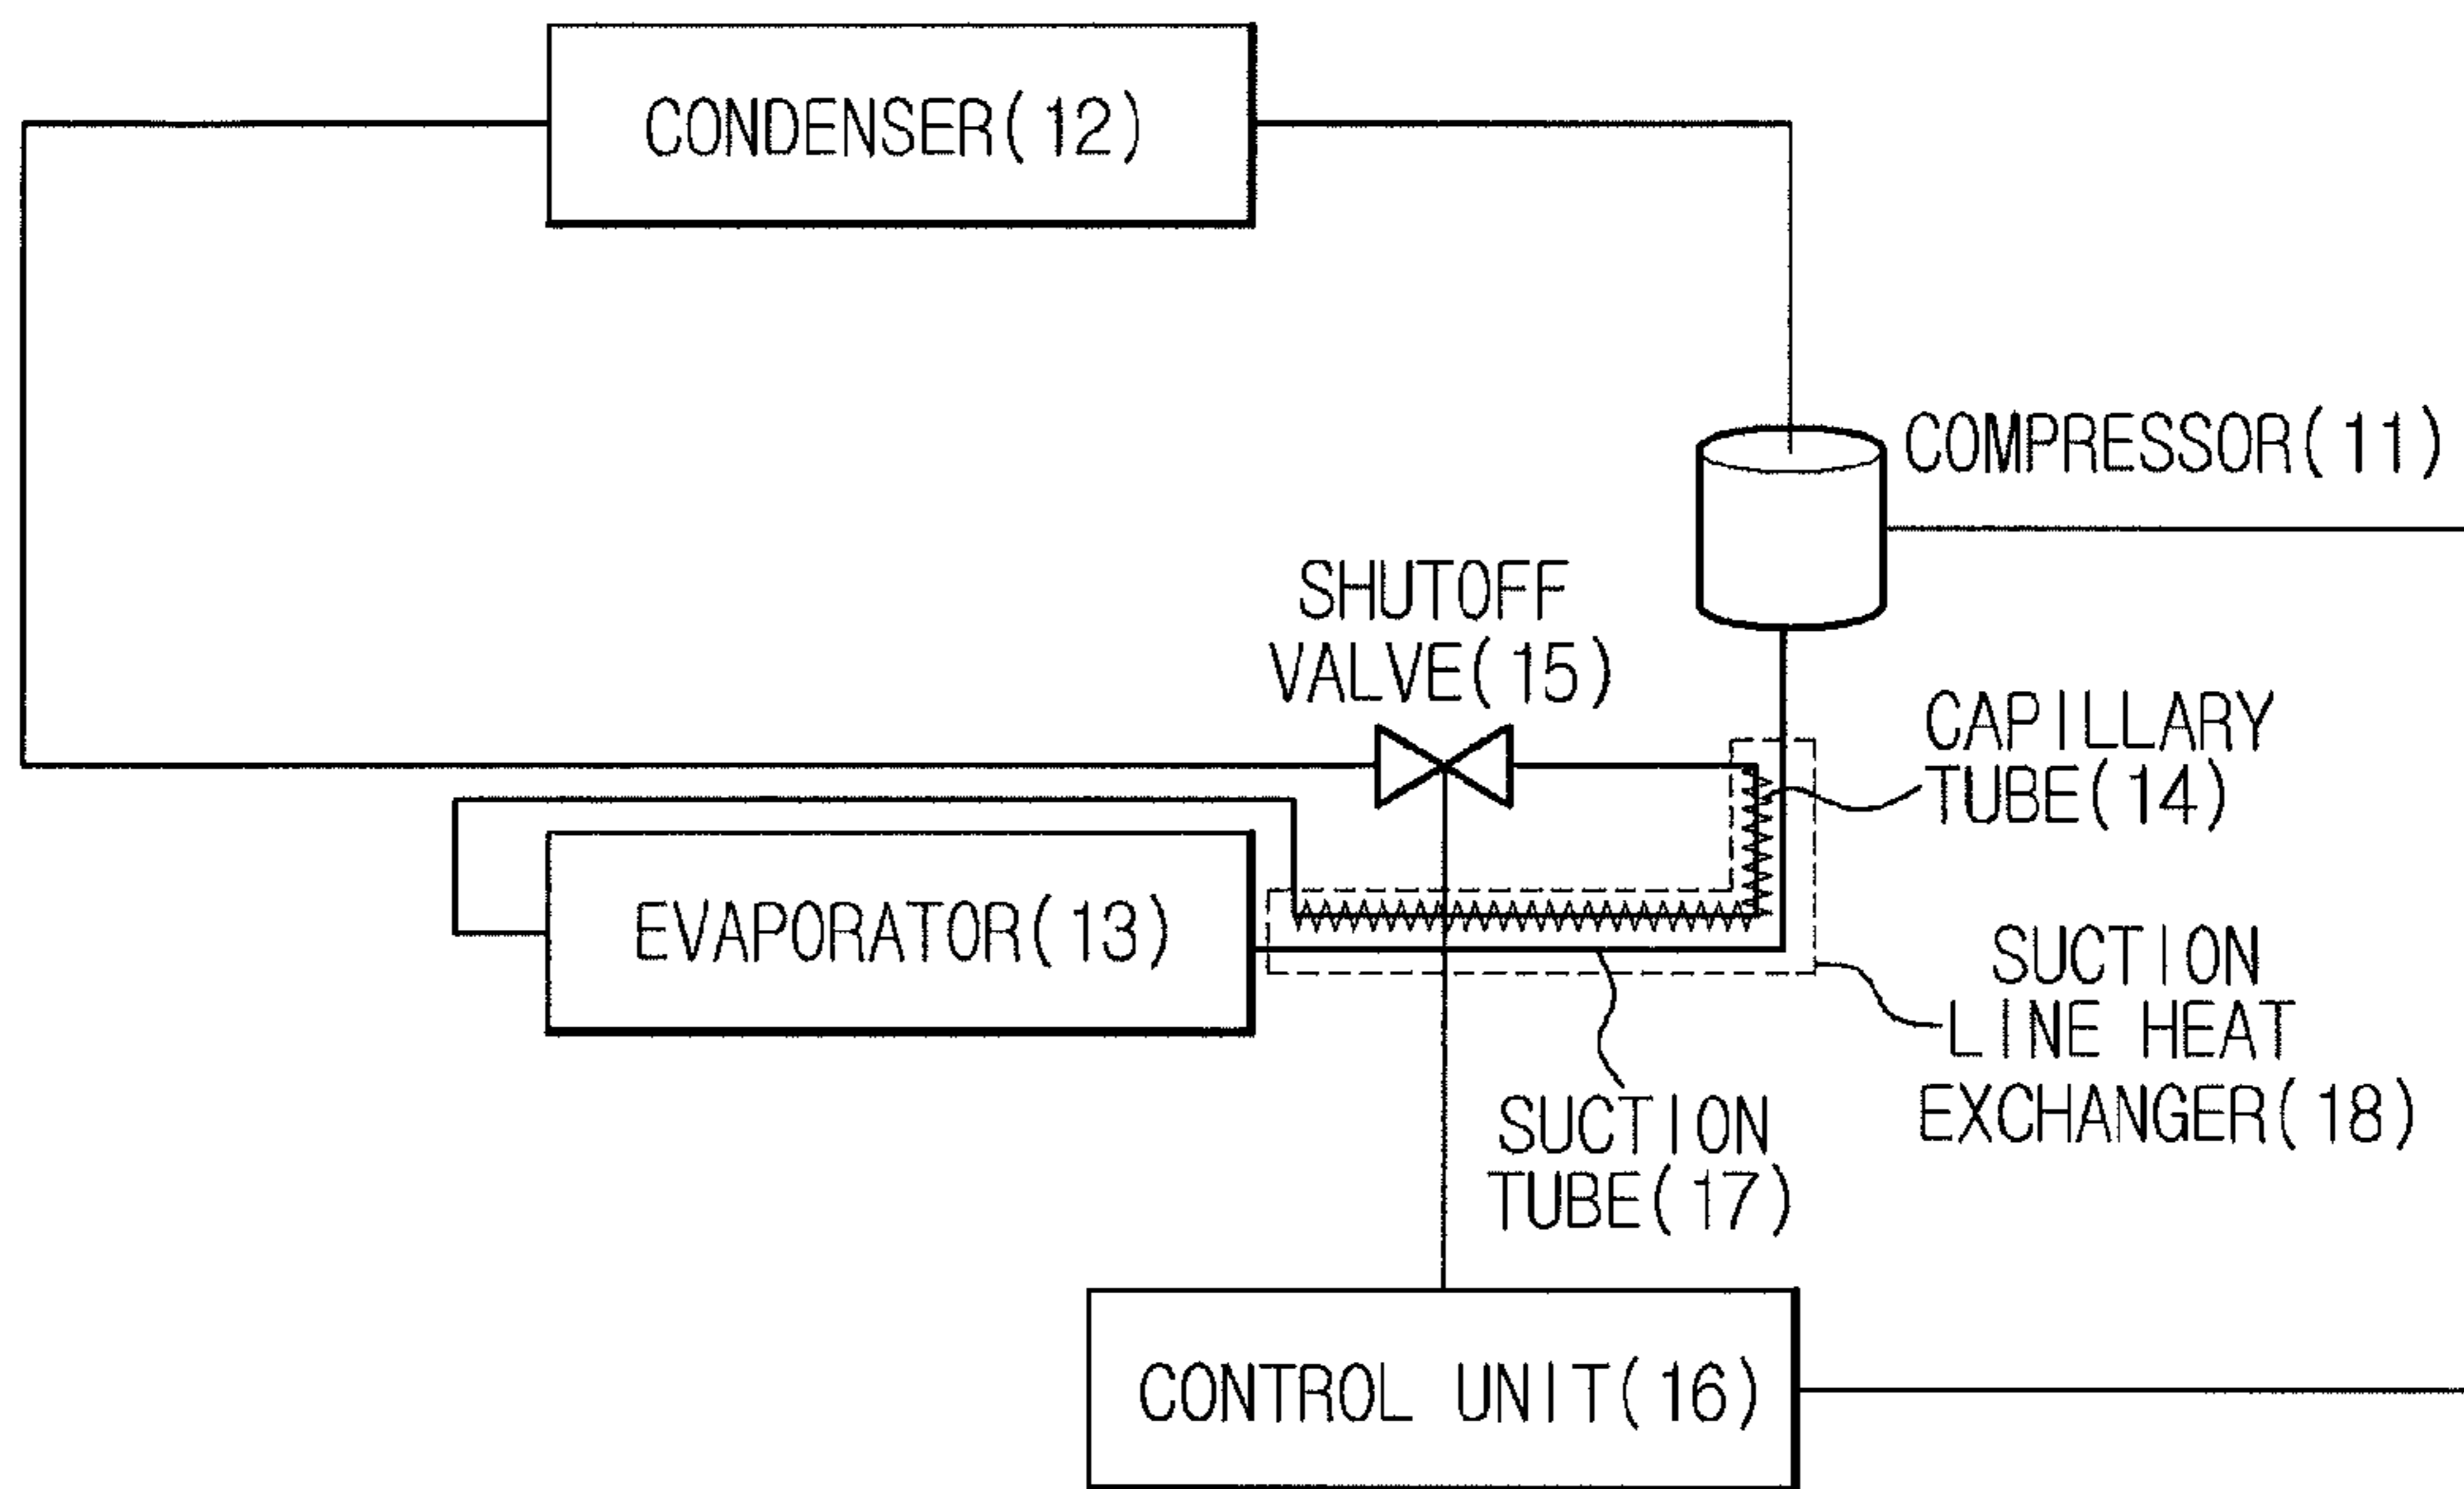 CONDENSER(12)
COMPRESSOR(11)
SHUTOFF
VALVE(15)
CAPILLARY
TUBE(14)
EVAPORATOR(13)
SUCTION
LINE HEAT
EXCHANGER(18)
SUCTION
TUBE(17)
CONTROL UNIT(16)